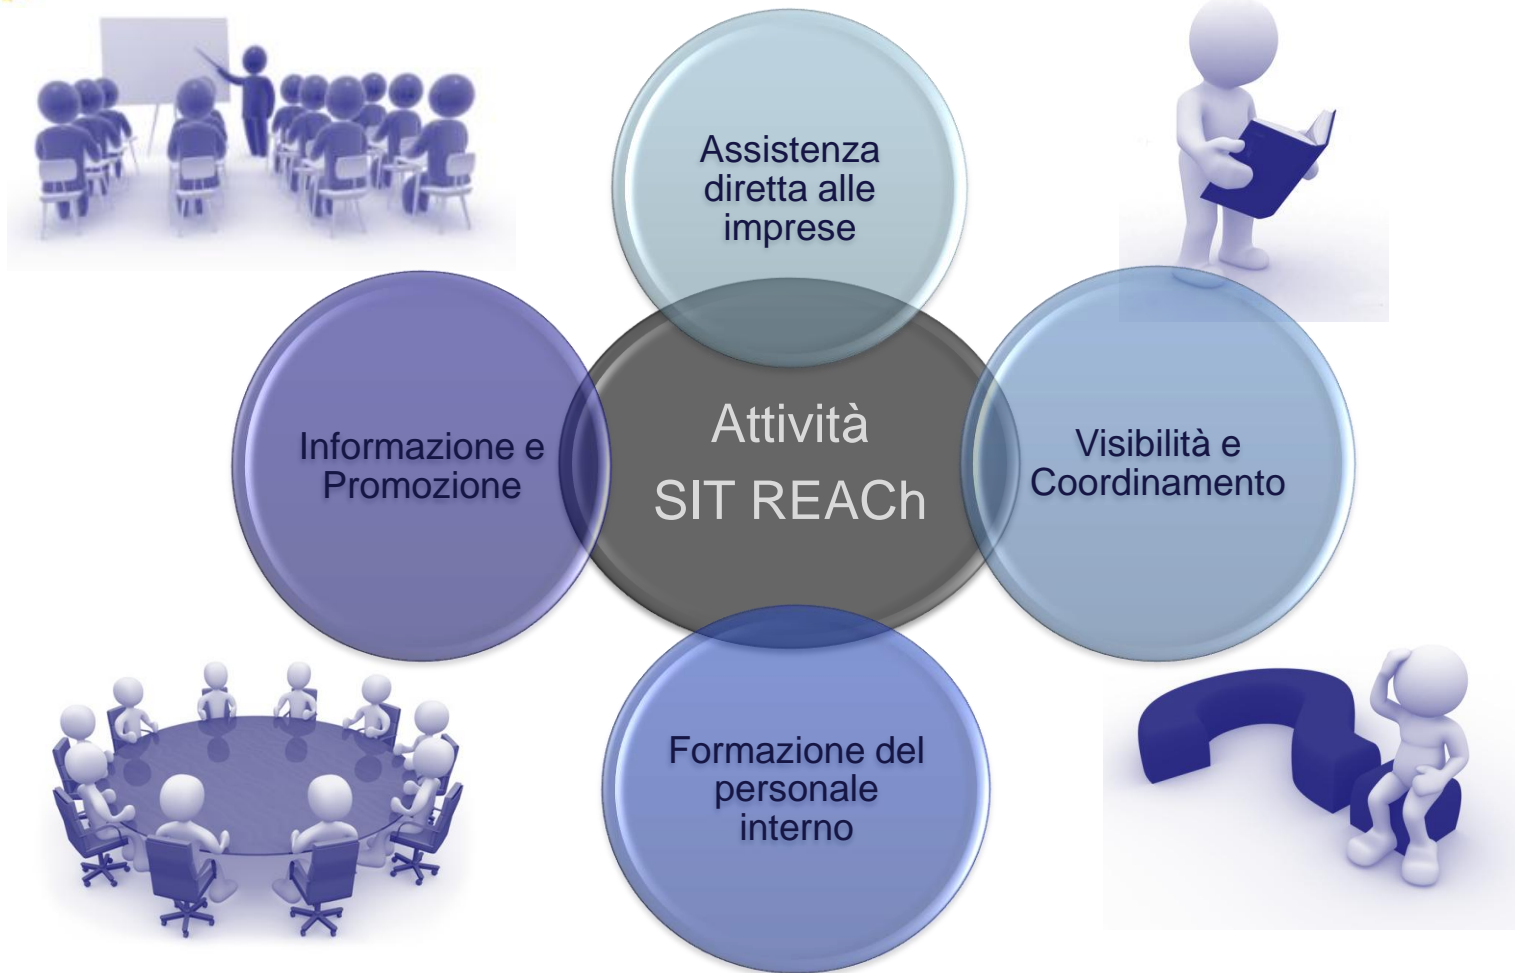 Assistenza
diretta alle
imprese
Informazione e
Promozione
Attività
SIT REACh
Visibilità e
Coordinamento
Formazione del
personale
interno